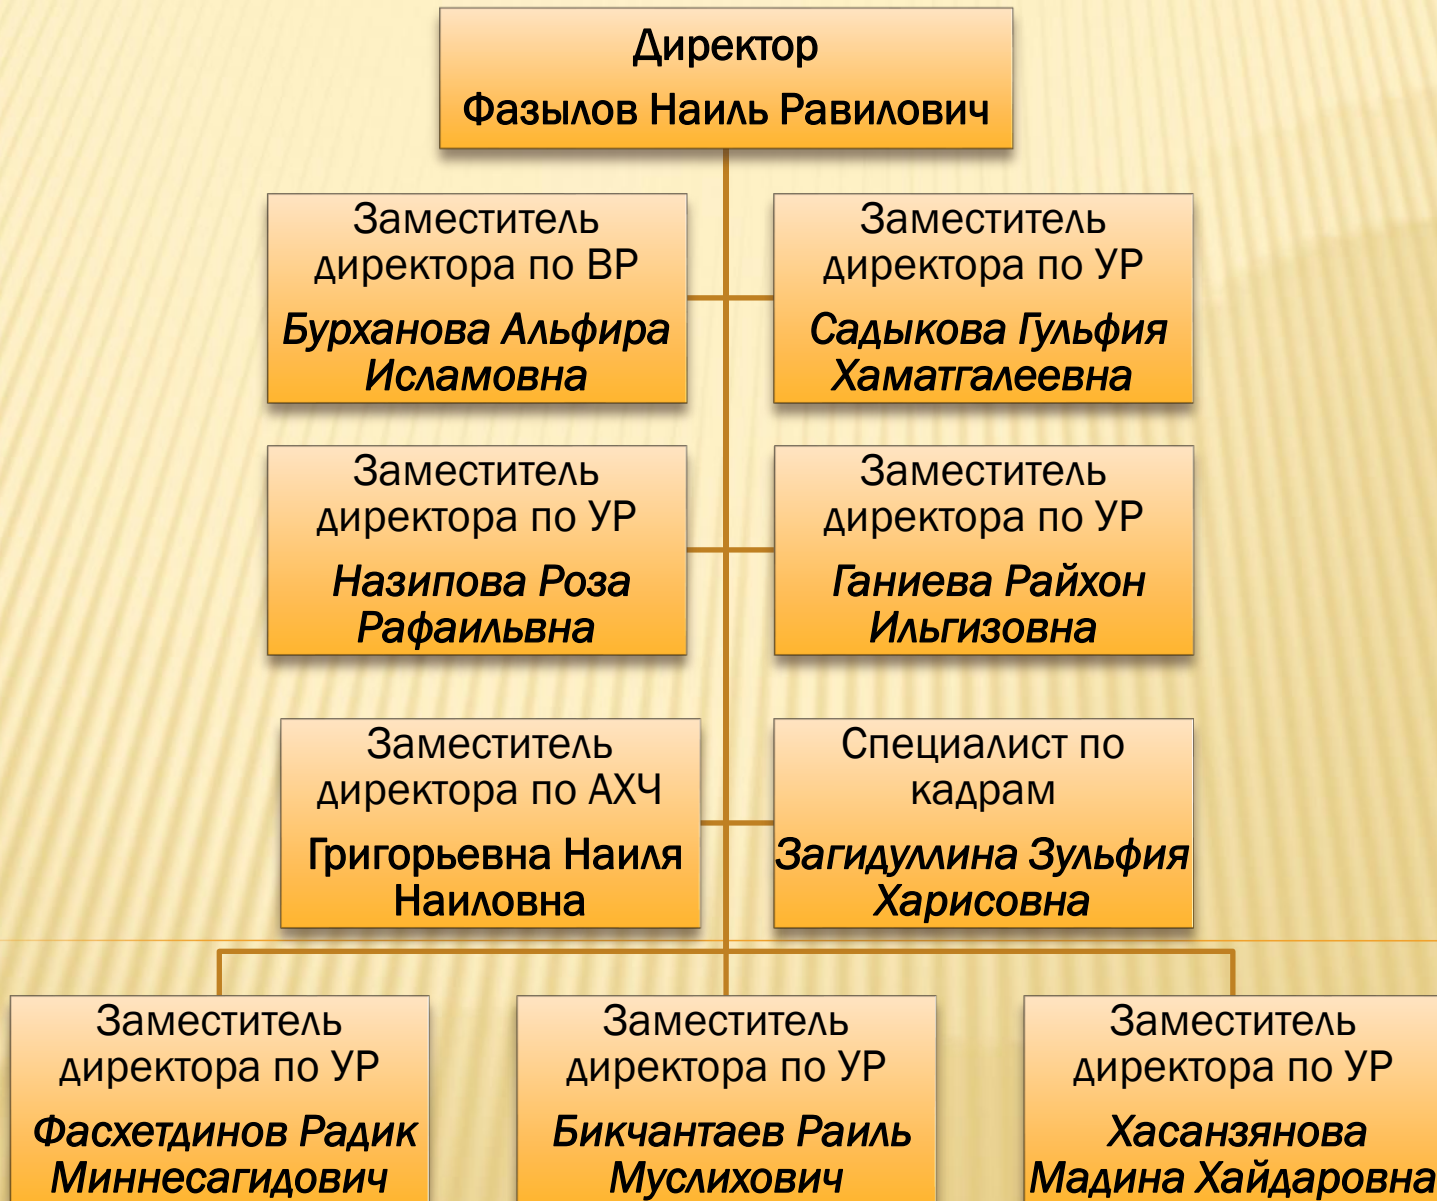 Директор
Фазылов Наиль Равилович
Заместитель
директора по ВР
Бурханова Альфира
Исламовна
Заместитель
директора по УР
Садыкова Гульфия
Хаматгалеевна
Заместитель
директора по УР
Назипова Роза
Рафаильвна
Заместитель
директора по УР
Ганиева Райхон
Ильгизовна
Заместитель
директора по АХЧ
Григорьевна Наиля
Наиловна
Специалист по
кадрам
Загидуллина Зульфия
Харисовна
Заместитель
директора по УР
Фасхетдинов Радик
Миннесагидович
Заместитель
директора по УР
Бикчантаев Раиль
Муслихович
Заместитель
директора по УР
Хасанзянова
Мадина Хайдаровна